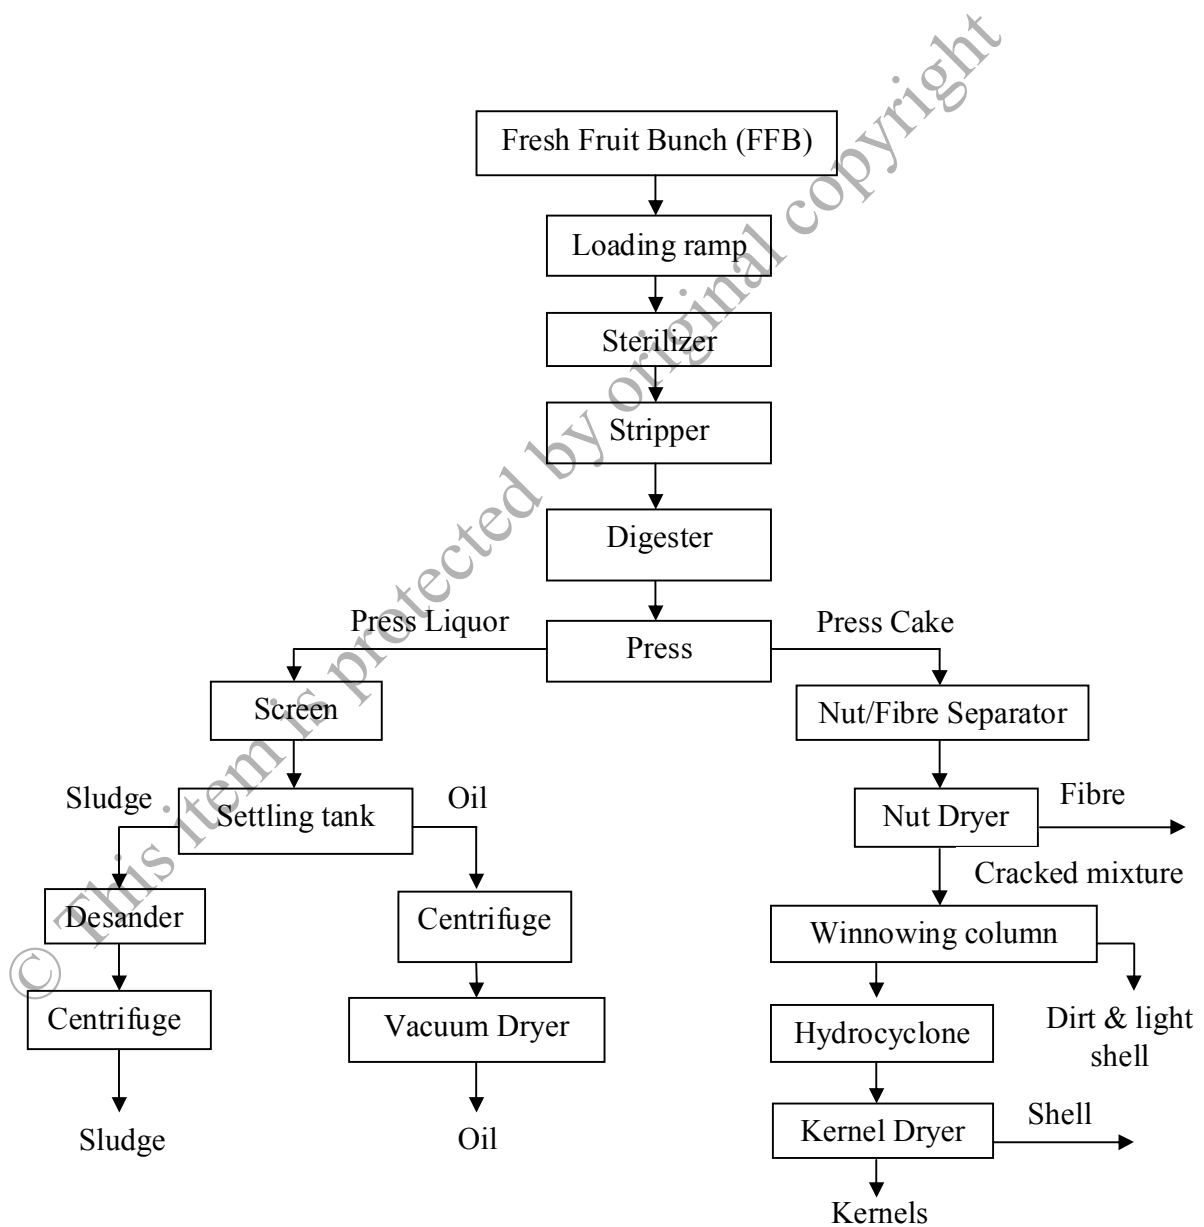 Fresh Fruit Bunch (FFB)
Loading ramp
Sterilizer
Stripper
Digester
Press Liquor
Press
Press Cake
Screen
Nut/Fibre Separator
Sludge
Settling tank
Oil
Nut Dryer
Fibre
Cracked mixture
Desander
Centrifuge
Winnowing column
Centrifuge
Vacuum Dryer
Hydrocyclone
Dirt & light
shell
Kernel Dryer
Shell
Sludge
Oil
Kernels
© This item is protected by original copyright